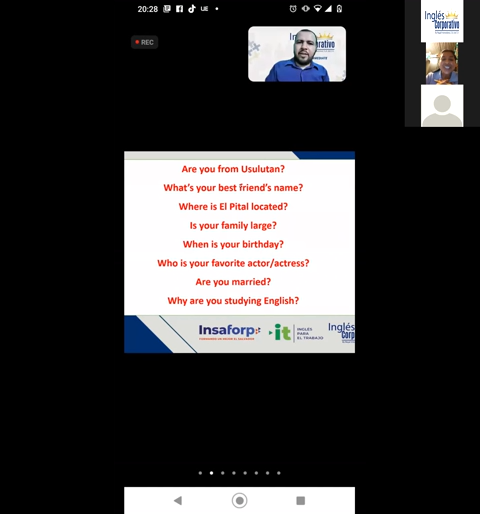 20:28
REC
Inglés
Corporativo
Are you from Usulutan?
What's your best friend's name?
Where is El Pital located?
Is your family large?
When is your birthday?
Who is your favorite actor/actress?
Are you married?
Why are you studying English?
Insaforp
it
INGLÉS
PARA
EL TRABAJO
Inglés
Corp